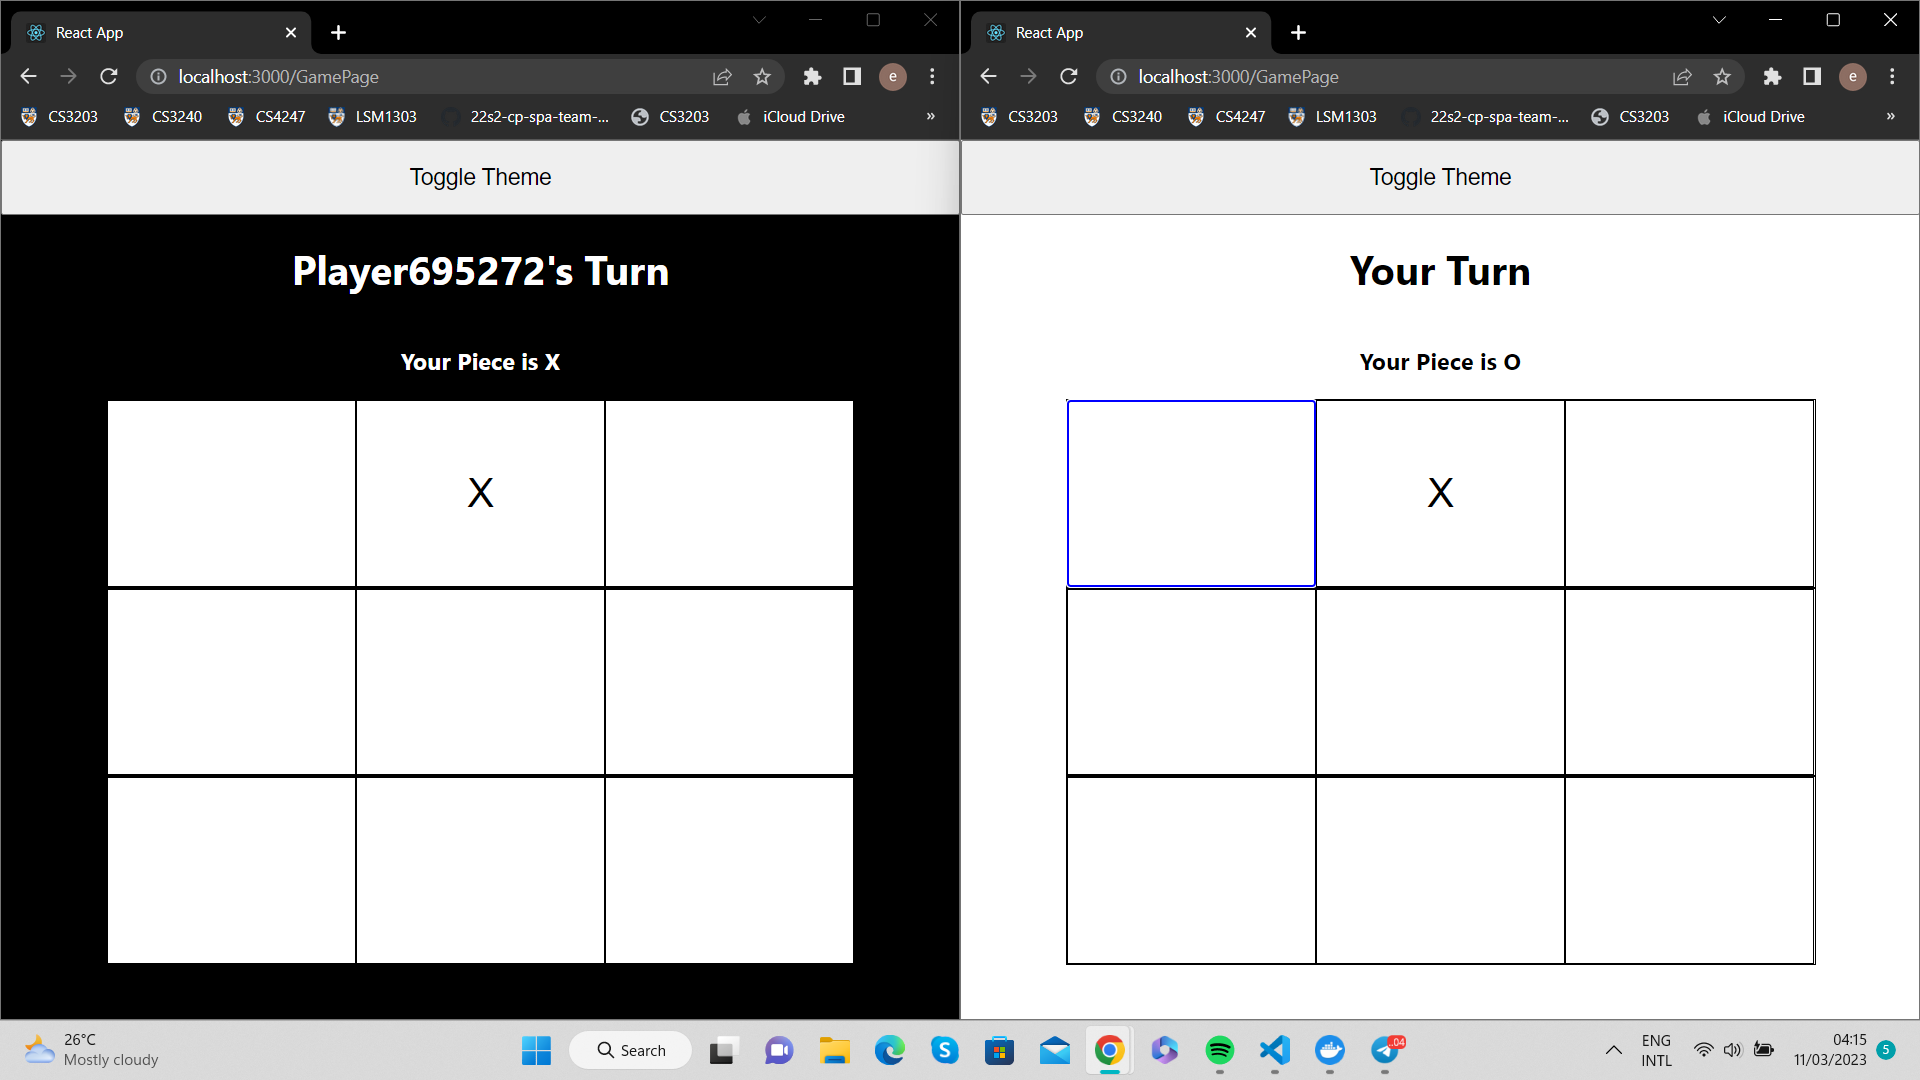 React App
localhost:3000/GamePage
e
CS3203 CS3240 CS4247 LSM1303 22s2-cp-spa-team-... CS3203 iCloud Drive »
Toggle Theme
Player695272's Turn
Your Piece is X
X
React App
localhost:3000/GamePage
e
CS3203 CS3240 CS4247 LSM1303 22s2-cp-spa-team-... CS3203 iCloud Drive »
Toggle Theme
Your Turn
Your Piece is O
X
26°C
Mostly cloudy
Search
..04
ENG
INTL
04:15
11/03/2023
5